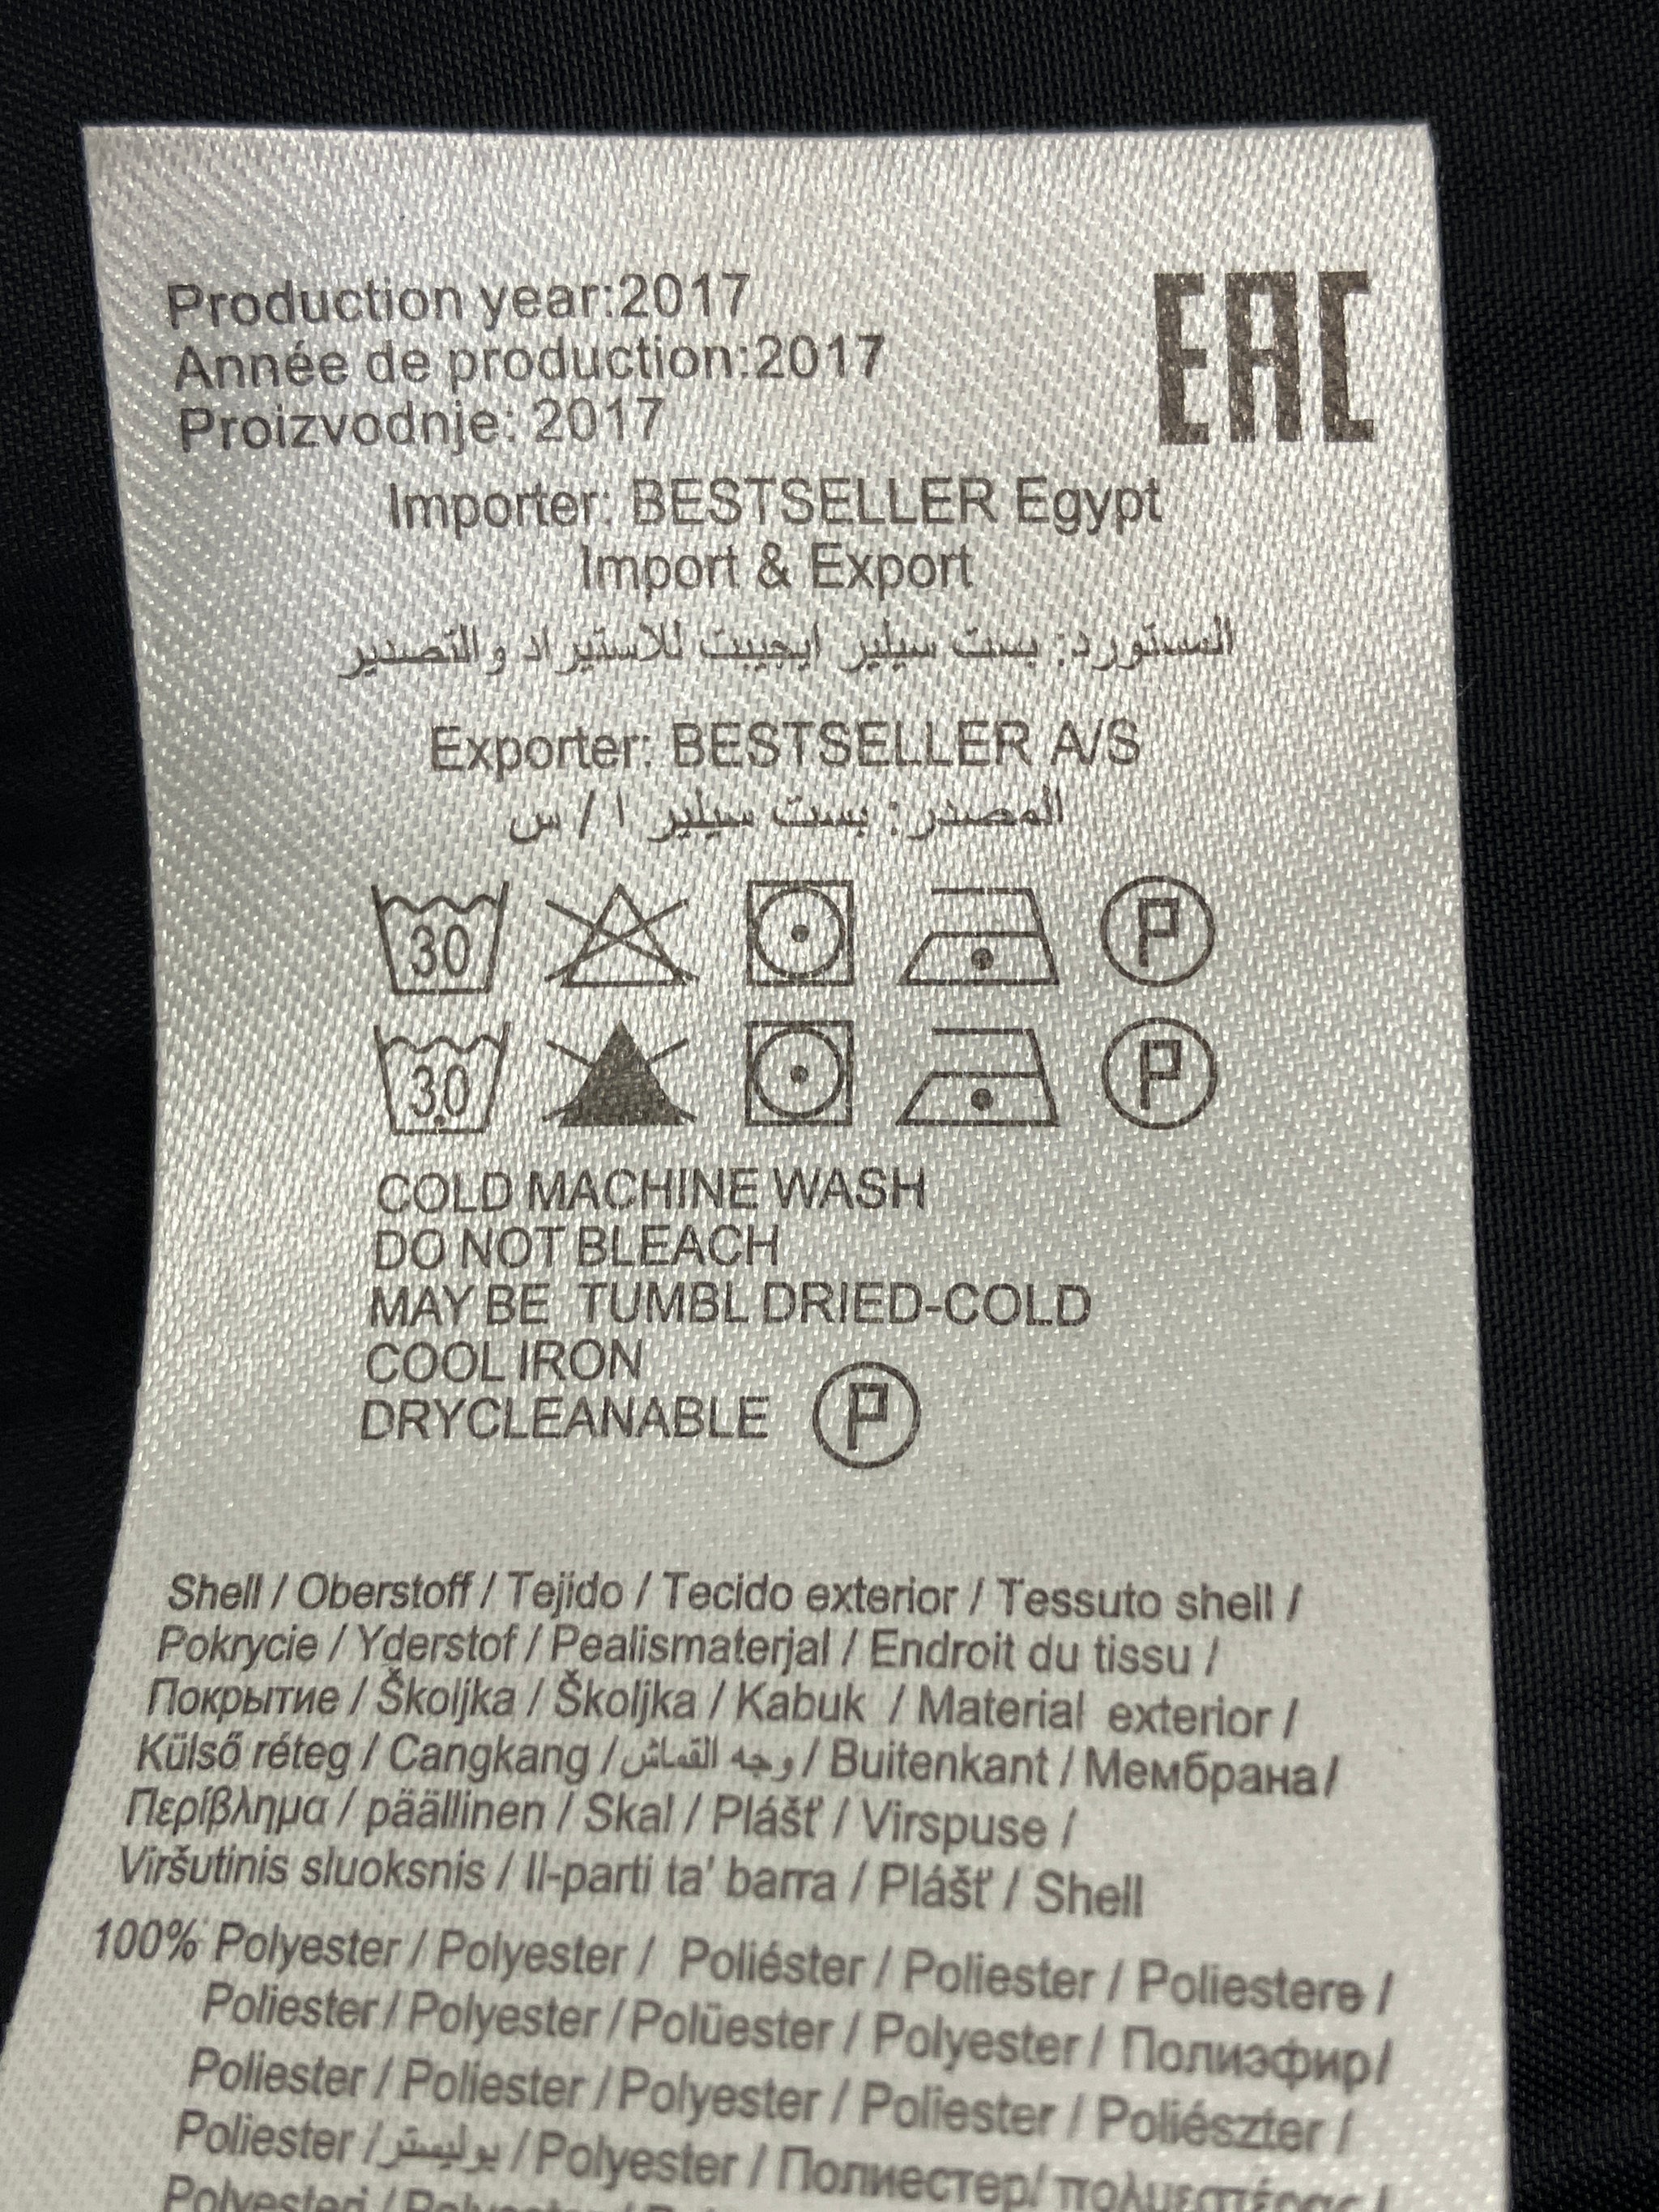 Production year:2017
Année de production:2017
Proizvodnje: 2017
EAC
Importer: BESTSELLER Egypt
Import & Export
المستورد: بست سيلير ايجيبت للاستيراد والتصدير
Exporter: BESTSELLER A/S
المصدر: بست سيلير ا / س
30 P
30 P
COLD MACHINE WASH
DO NOT BLEACH
MAY BE TUMBL DRIED-COLD
COOL IRON
DRYCLEANABLE P
Shell / Oberstoff / Tejido / Tecido exterior / Tessuto shell /
Pokrycie / Yderstof / Pealismaterjal / Endroit du tissu /
Покрытие / Školjka / Školjka / Kabuk / Material exterior /
Külső réteg / Cangkang / وجه القماش / Buitenkant / Мембрана/
Περίβλημα / päällinen / Skal / Plášť / Virspuse /
Viršutinis sluoksnis / Il-parti ta' barra / Plášť / Shell
100% Polyester / Polyester / Poliéster / Poliester / Poliestere /
Poliester / Polyester / Polüester / Polyester / Полиэфир/
Poliester / Poliester / Polyester / Poliester / Poliészter /
Poliester / بوليستر / Polyester / Полиестер/ πολυεστέρας /